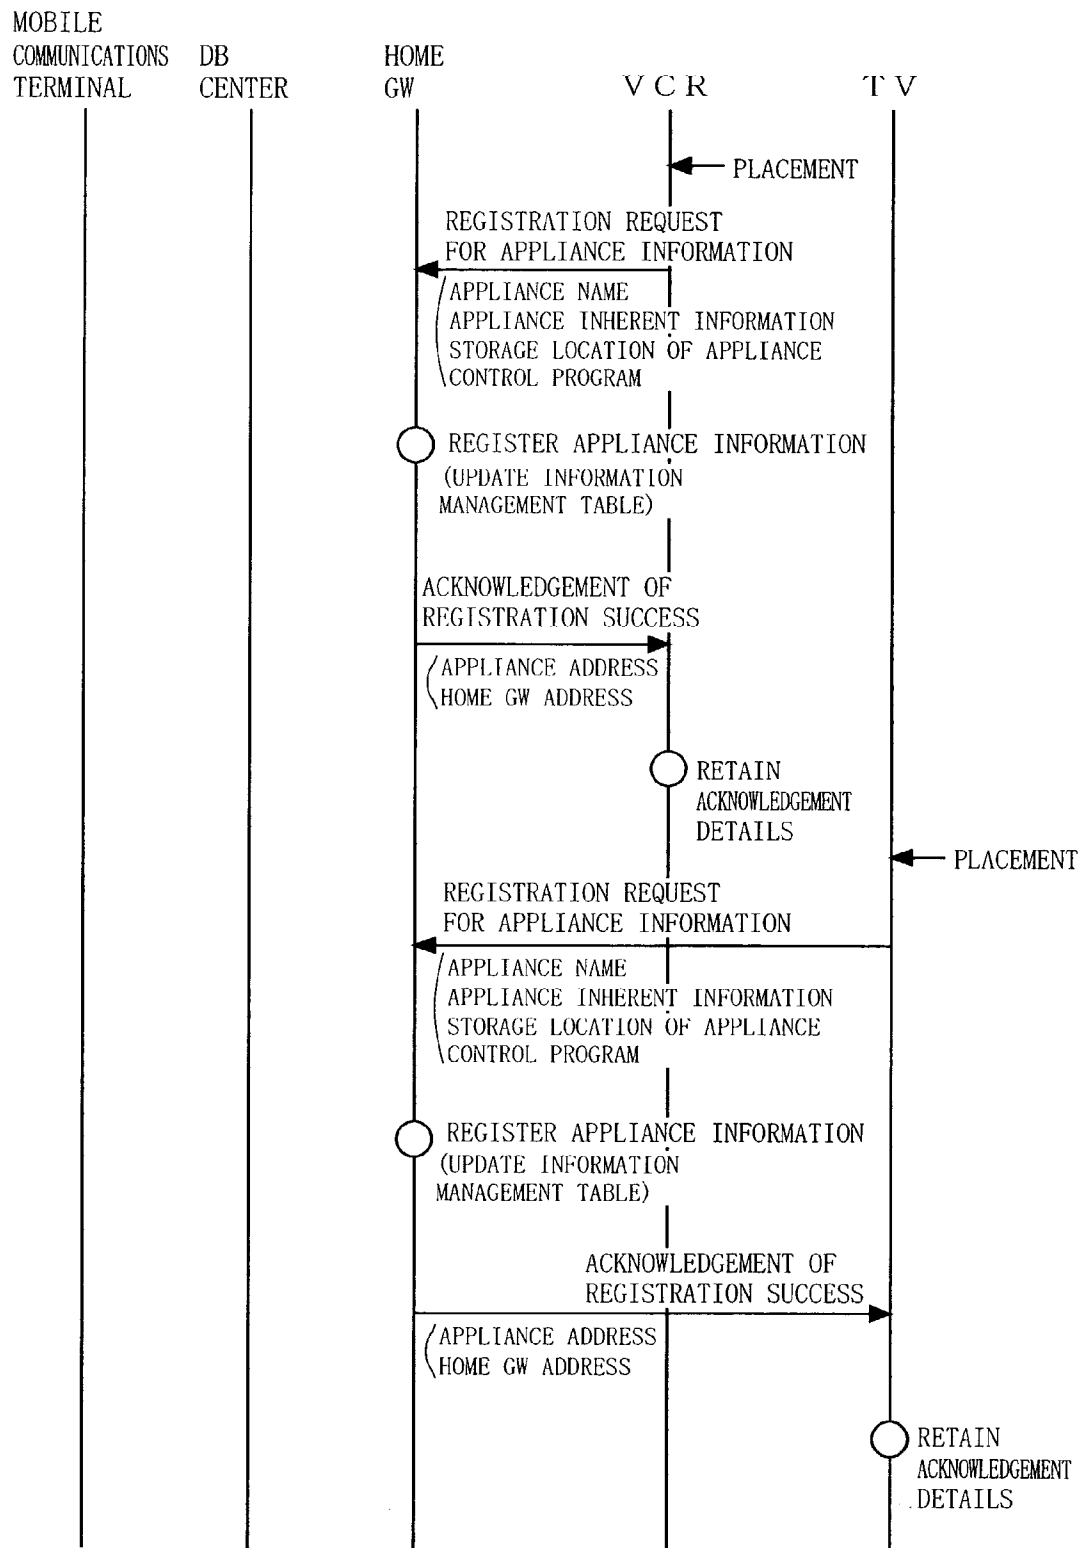 MOBILE
COMMUNICATIONS
TERMINAL
DB
CENTER
HOME
GW
VCR
TV
PLACEMENT
REGISTRATION REQUEST
FOR APPLIANCE INFORMATION
APPLIANCE NAME
APPLIANCE INHERENT INFORMATION
STORAGE LOCATION OF APPLIANCE
CONTROL PROGRAM
REGISTER APPLIANCE INFORMATION
(UPDATE INFORMATION
MANAGEMENT TABLE)
ACKNOWLEDGEMENT OF
REGISTRATION SUCCESS
APPLIANCE ADDRESS
HOME GW ADDRESS
RETAIN
ACKNOWLEDGEMENT
DETAILS
PLACEMENT
REGISTRATION REQUEST
FOR APPLIANCE INFORMATION
APPLIANCE NAME
APPLIANCE INHERENT INFORMATION
STORAGE LOCATION OF APPLIANCE
CONTROL PROGRAM
REGISTER APPLIANCE INFORMATION
(UPDATE INFORMATION
MANAGEMENT TABLE)
ACKNOWLEDGEMENT OF
REGISTRATION SUCCESS
APPLIANCE ADDRESS
HOME GW ADDRESS
RETAIN
ACKNOWLEDGEMENT
DETAILS